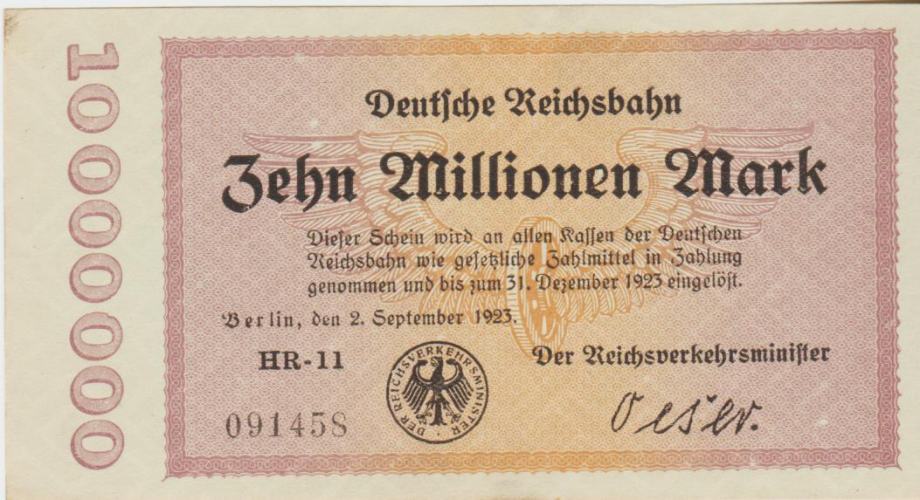 10000000
Deutsche Reichsbahn
Zehn Millionen Mark
Dieser Schein wird an allen Kassen der Deutschen
Reichsbahn wie gesetzliche Zahlmittel in Zahlung
genommen und bis zum 31. Dezember 1923 eingelöst.
Berlin, den 2. September 1923.
HR-11
091458
DER REICHSVERKEHRSMINISTER
Der Reichsverkehrsminister
Oeser.